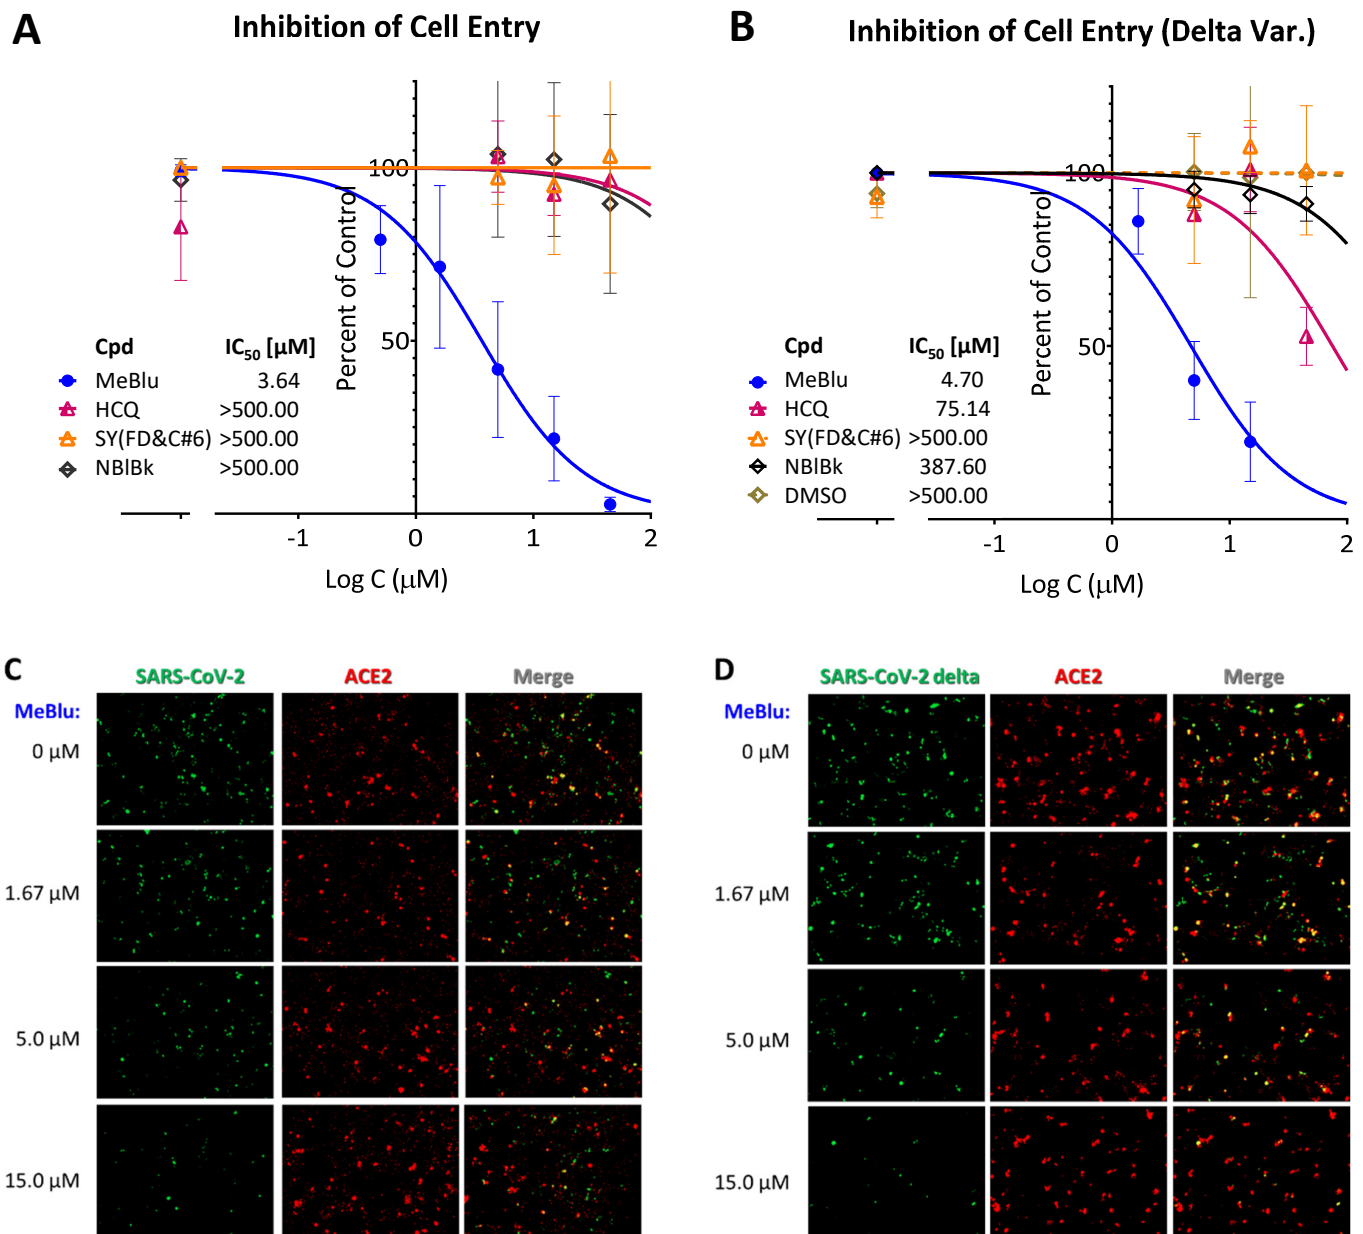 A
Inhibition of Cell Entry
100
50
Percent of Control
Cpd IC50 [µM]
MeBlu 3.64
HCQ >500.00
SY(FD&C#6) >500.00
NBlBk >500.00
-1 0 1 2
Log C (µM)
B
Inhibition of Cell Entry (Delta Var.)
100
50
Percent of Control
Cpd IC50 [µM]
MeBlu 4.70
HCQ 75.14
SY(FD&C#6) >500.00
NBlBk 387.60
DMSO >500.00
-1 0 1 2
Log C (µM)
C
SARS-CoV-2 ACE2 Merge
MeBlu:
0 µM
1.67 µM
5.0 µM
15.0 µM
D
SARS-CoV-2 delta ACE2 Merge
MeBlu:
0 µM
1.67 µM
5.0 µM
15.0 µM